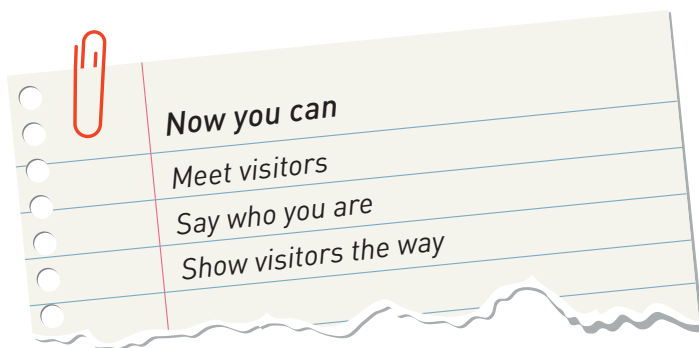 Now you can
Meet visitors
Say who you are
Show visitors the way